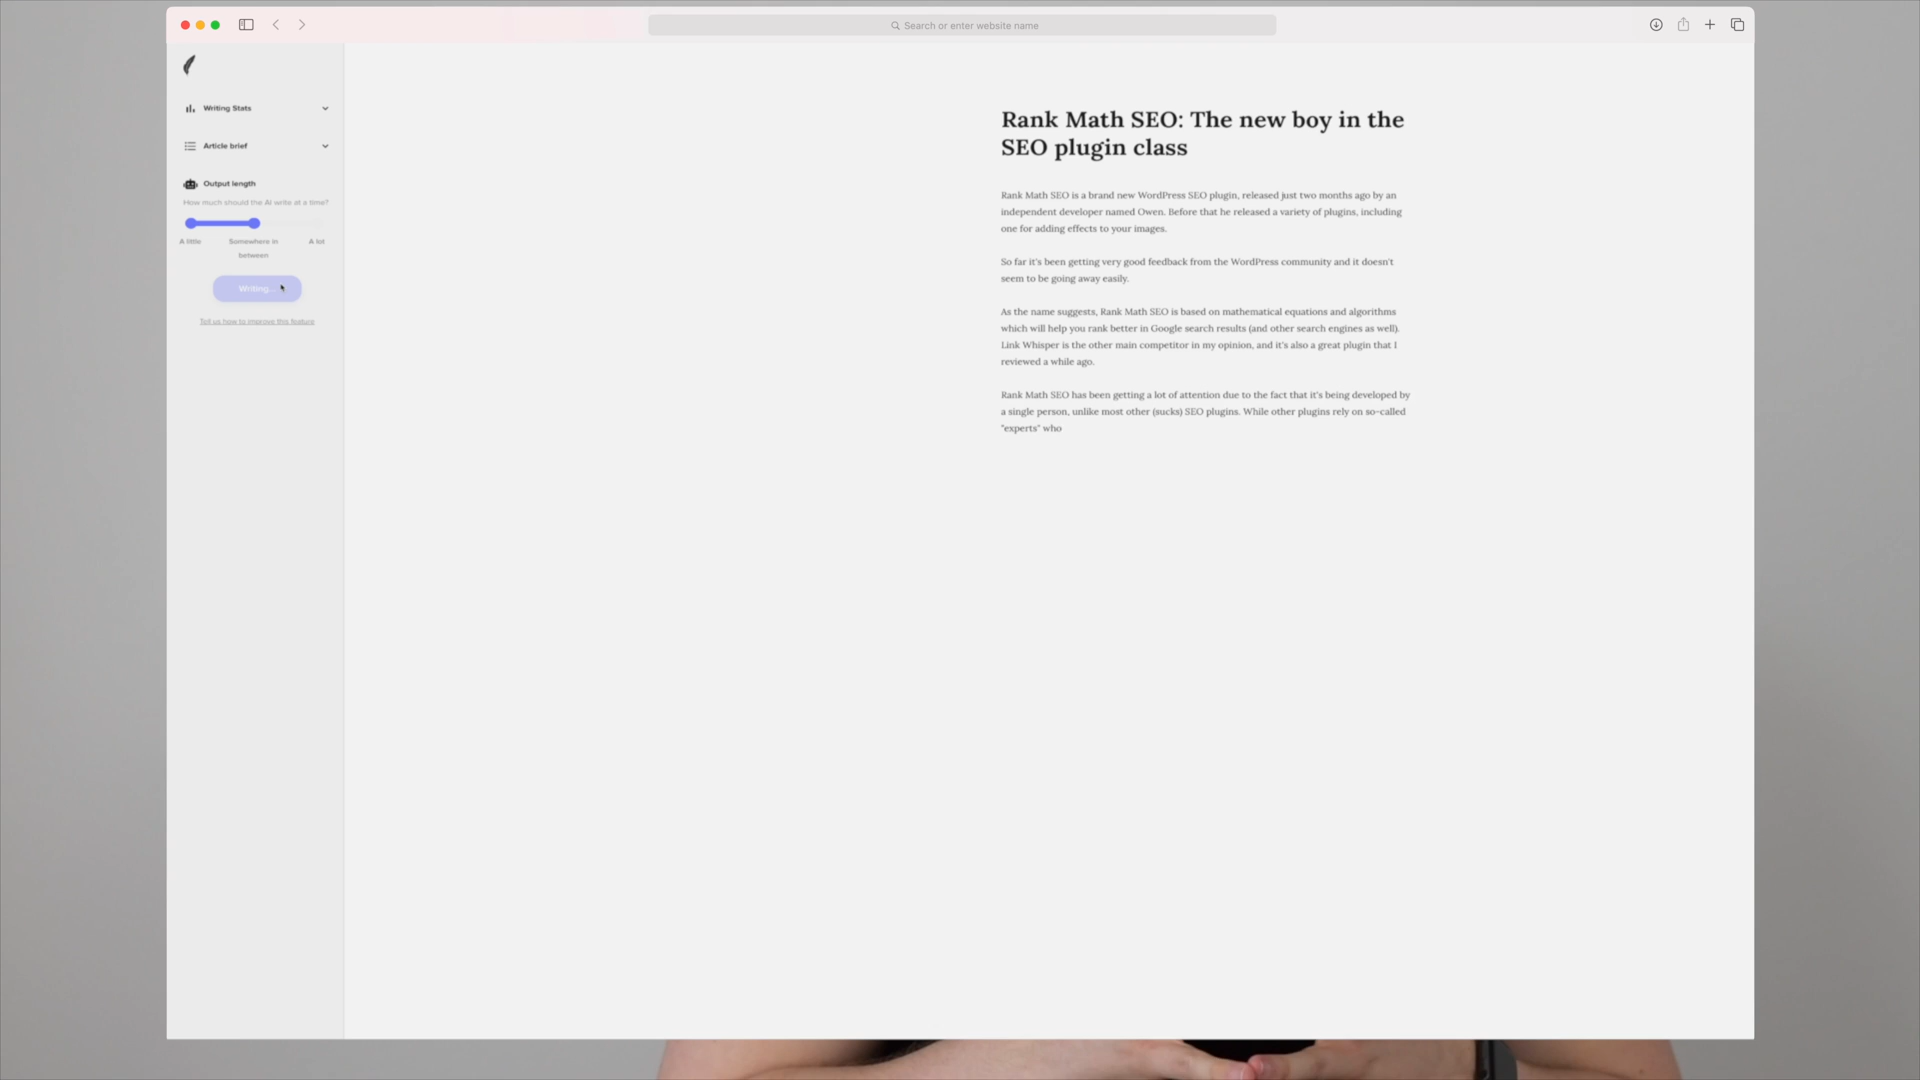 Search or enter website name
Writing Stats
Article brief
Output length
How much should the AI write at a time?
A little
Somewhere in
between
A lot
Writing...
Tell us how to improve this feature
Rank Math SEO: The new boy in the
SEO plugin class
Rank Math SEO is a brand new WordPress SEO plugin, released just two months ago by an
independent developer named Owen. Before that he released a variety of plugins, including
one for adding effects to your images.
So far it's been getting very good feedback from the WordPress community and it doesn't
seem to be going away easily.
As the name suggests, Rank Math SEO is based on mathematical equations and algorithms
which will help you rank better in Google search results (and other search engines as well).
Link Whisper is the other main competitor in my opinion, and it's also a great plugin that I
reviewed a while ago.
Rank Math SEO has been getting a lot of attention due to the fact that it's being developed by
a single person, unlike most other (sucks) SEO plugins. While other plugins rely on so-called
"experts" who